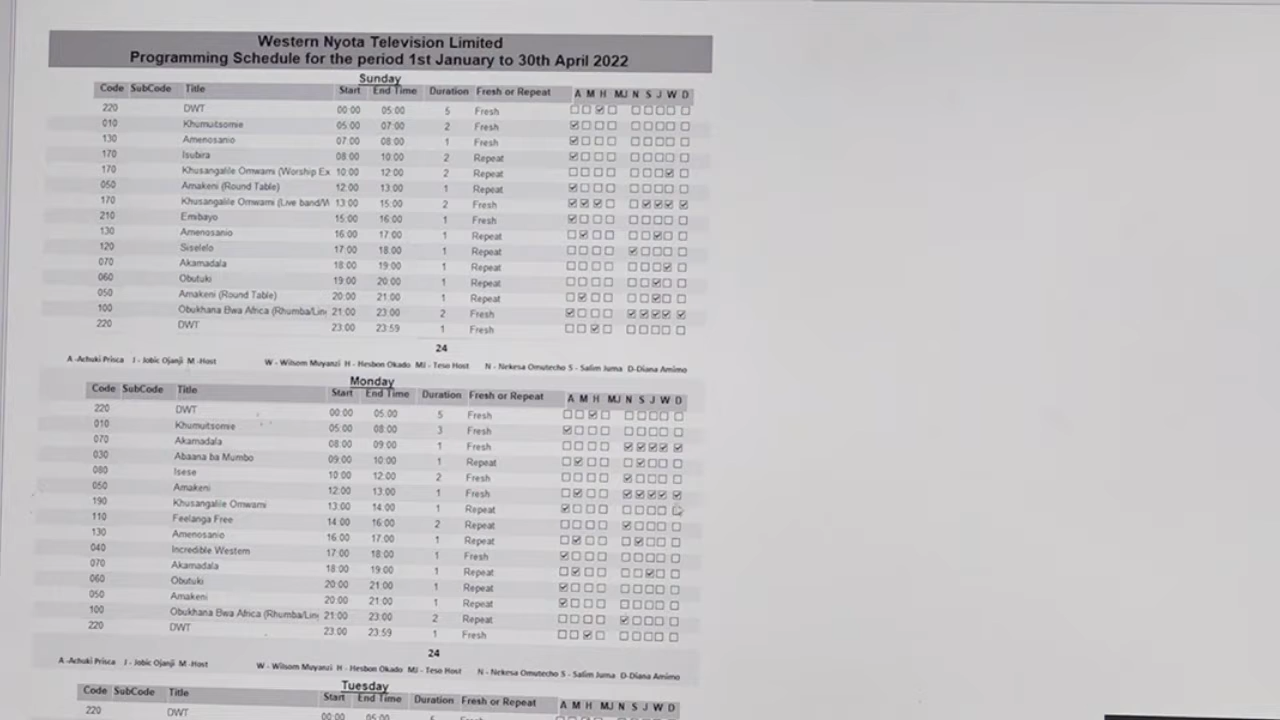 Western Nyota Television Limited
Programming Schedule for the period 1st January to 30th April 2022
Sunday
Code SubCode Title Start End Time Duration Fresh or Repeat A M H MJ N S J W D
220 DWT 00:00 05:00 5 Fresh
010 Khumuitsomie 05:00 07:00 2 Fresh
130 Amenosanio 07:00 08:00 1 Fresh
170 Isubira 08:00 10:00 2 Repeat
170 Khusangalile Omwami (Worship Ex 10:00 12:00 2 Repeat
050 Amakeni (Round Table) 12:00 13:00 1 Repeat
170 Khusangalile Omwami (Live band/W 13:00 15:00 2 Fresh
210 Emibayo 15:00 16:00 1 Fresh
130 Amenosanio 16:00 17:00 1 Repeat
120 Siselelo 17:00 18:00 1 Repeat
070 Akamadala 18:00 19:00 1 Repeat
060 Obutuki 19:00 20:00 1 Repeat
050 Amakeni (Round Table) 20:00 21:00 1 Repeat
100 Obukhana Bwa Africa (Rhumba/Lin 21:00 23:00 2 Fresh
220 DWT 23:00 23:59 1 Fresh
24
A -Achuki Prisca J - Jobic Ojanji M -Host W - Wilsom Muyanzi H - Hesbon Okado MJ - Teso Host N - Nekesa Omutecho S - Salim Juma D-Diana Amimo
Monday
Code SubCode Title Start End Time Duration Fresh or Repeat A M H MJ N S J W D
220 DWT 00:00 05:00 5 Fresh
010 Khumuitsomie 05:00 08:00 3 Fresh
070 Akamadala 08:00 09:00 1 Fresh
030 Abaana ba Mumbo 09:00 10:00 1 Repeat
080 Isese 10:00 12:00 2 Fresh
050 Amakeni 12:00 13:00 1 Fresh
190 Khusangalile Omwami 13:00 14:00 1 Repeat
110 Feelanga Free 14:00 16:00 2 Repeat
130 Amenosanio 16:00 17:00 1 Repeat
040 Incredible Western 17:00 18:00 1 Fresh
070 Akamadala 18:00 19:00 1 Repeat
060 Obutuki 20:00 21:00 1 Repeat
050 Amakeni 20:00 21:00 1 Repeat
100 Obukhana Bwa Africa (Rhumba/Lin 21:00 23:00 2 Repeat
220 DWT 23:00 23:59 1 Fresh
24
A -Achuki Prisca J - Jobic Ojanji M -Host W - Wilsom Muyanzi H - Hesbon Okado MJ - Teso Host N - Nekesa Omutecho S - Salim Juma D-Diana Amimo
Tuesday
Code SubCode Title Start End Time Duration Fresh or Repeat A M H MJ N S J W D
220 DWT 00:00 05:00